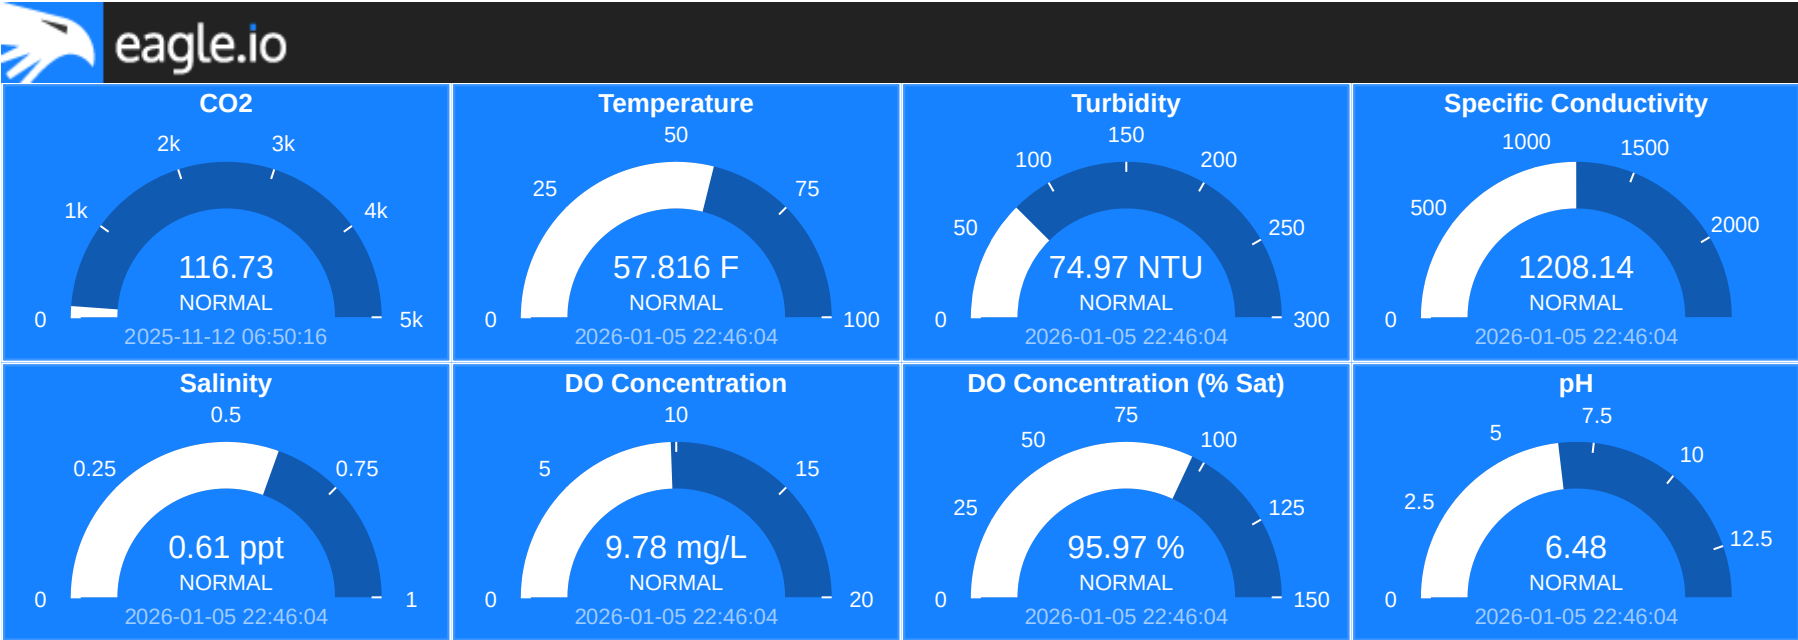 eagle.io
CO2
0
1k
2k
3k
4k
5k
116.73
NORMAL
2025-11-12 06:50:16
Temperature
0
25
50
75
100
57.816 F
NORMAL
2026-01-05 22:46:04
Turbidity
0
50
100
150
200
250
300
74.97 NTU
NORMAL
2026-01-05 22:46:04
Specific Conductivity
0
500
1000
1500
2000
1208.14
NORMAL
2026-01-05 22:46:04
Salinity
0
0.25
0.5
0.75
1
0.61 ppt
NORMAL
2026-01-05 22:46:04
DO Concentration
0
5
10
15
20
9.78 mg/L
NORMAL
2026-01-05 22:46:04
DO Concentration (% Sat)
0
25
50
75
100
125
150
95.97 %
NORMAL
2026-01-05 22:46:04
pH
0
2.5
5
7.5
10
12.5
6.48
NORMAL
2026-01-05 22:46:04